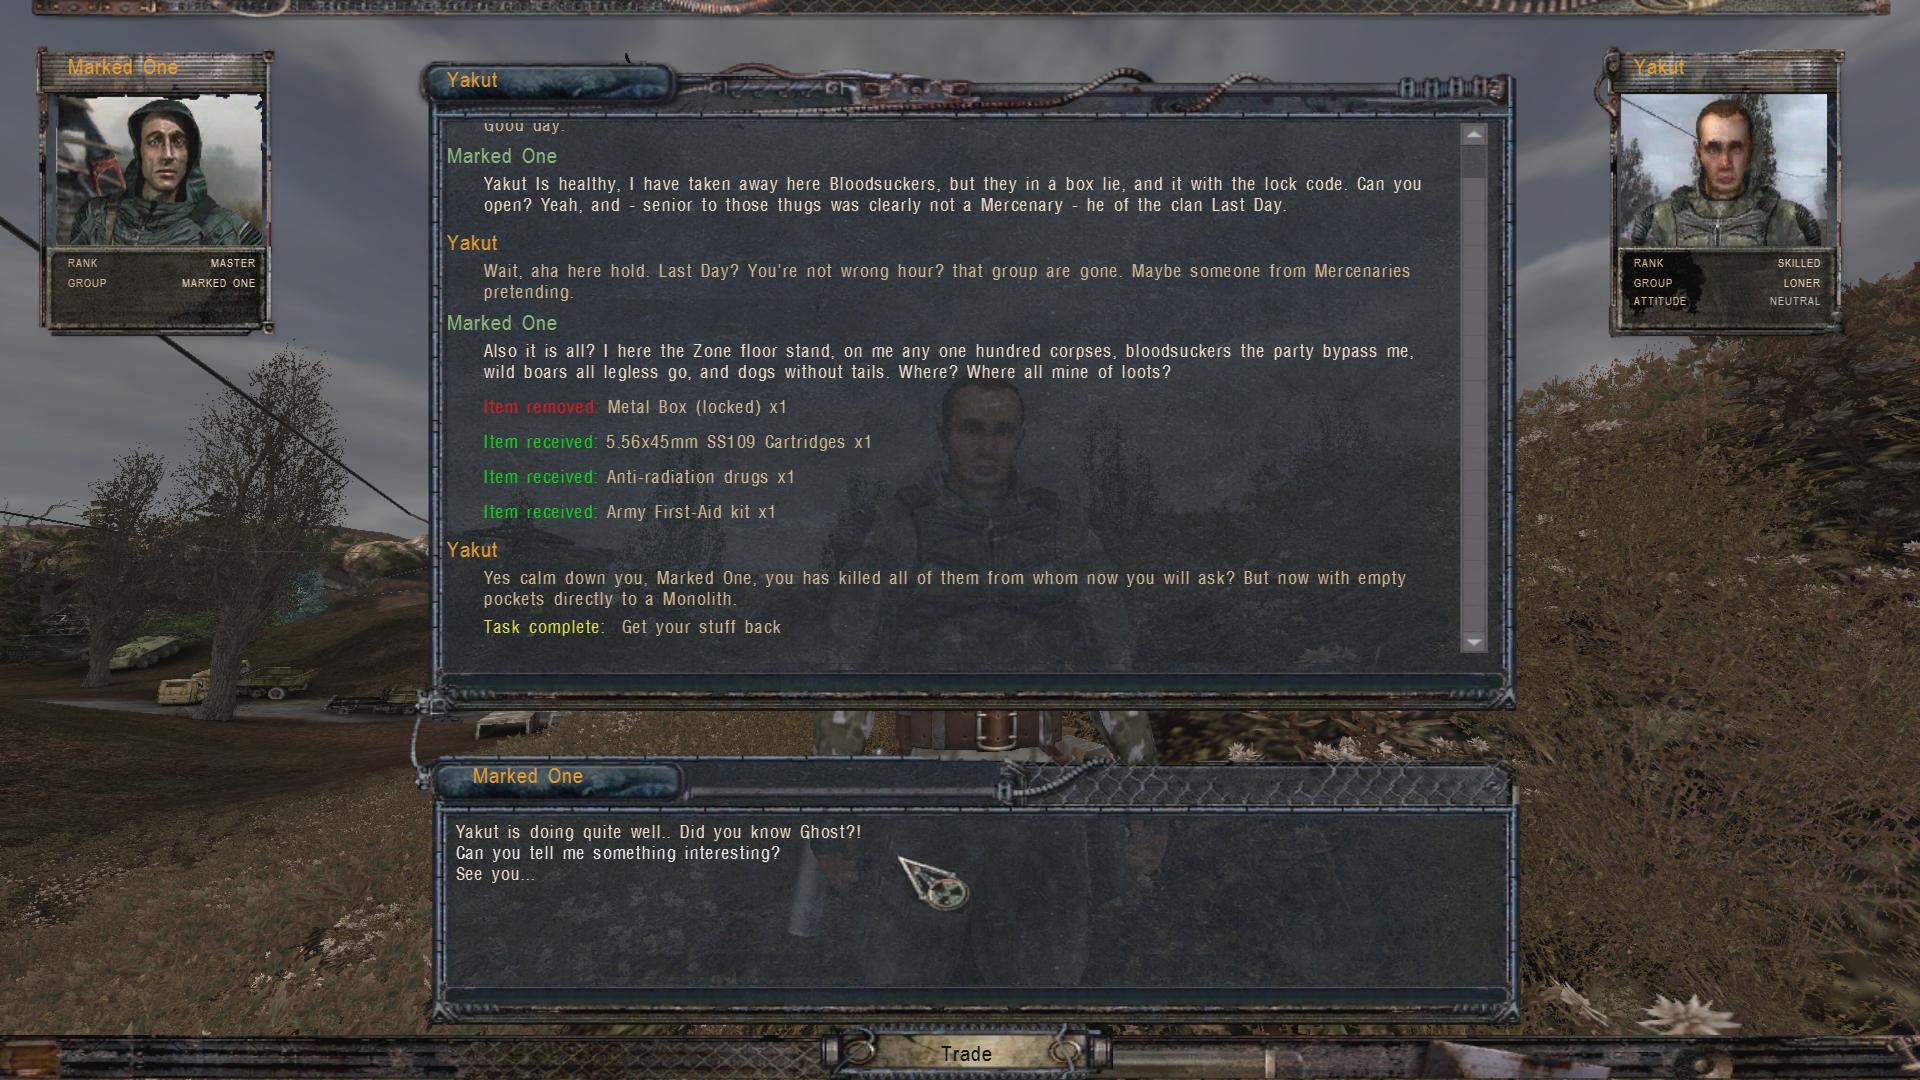 Marked One
RANK MASTER
GROUP MARKED ONE
Yakut
Good day.
Marked One
Yakut Is healthy, I have taken away here Bloodsuckers, but they in a box lie, and it with the lock code. Can you
open? Yeah, and - senior to those thugs was clearly not a Mercenary - he of the clan Last Day.
Yakut
Wait, aha here hold. Last Day? You're not wrong hour? that group are gone. Maybe someone from Mercenaries
pretending.
Marked One
Also it is all? I here the Zone floor stand, on me any one hundred corpses, bloodsuckers the party bypass me,
wild boars all legless go, and dogs without tails. Where? Where all mine of loots?
Item removed: Metal Box (locked) x1
Item received: 5.56x45mm SS109 Cartridges x1
Item received: Anti-radiation drugs x1
Item received: Army First-Aid kit x1
Yakut
Yes calm down you, Marked One, you has killed all of them from whom now you will ask? But now with empty
pockets directly to a Monolith.
Task complete: Get your stuff back
Yakut
RANK SKILLED
GROUP LONER
ATTITUDE NEUTRAL
Marked One
Yakut is doing quite well.. Did you know Ghost?!
Can you tell me something interesting?
See you...
Trade